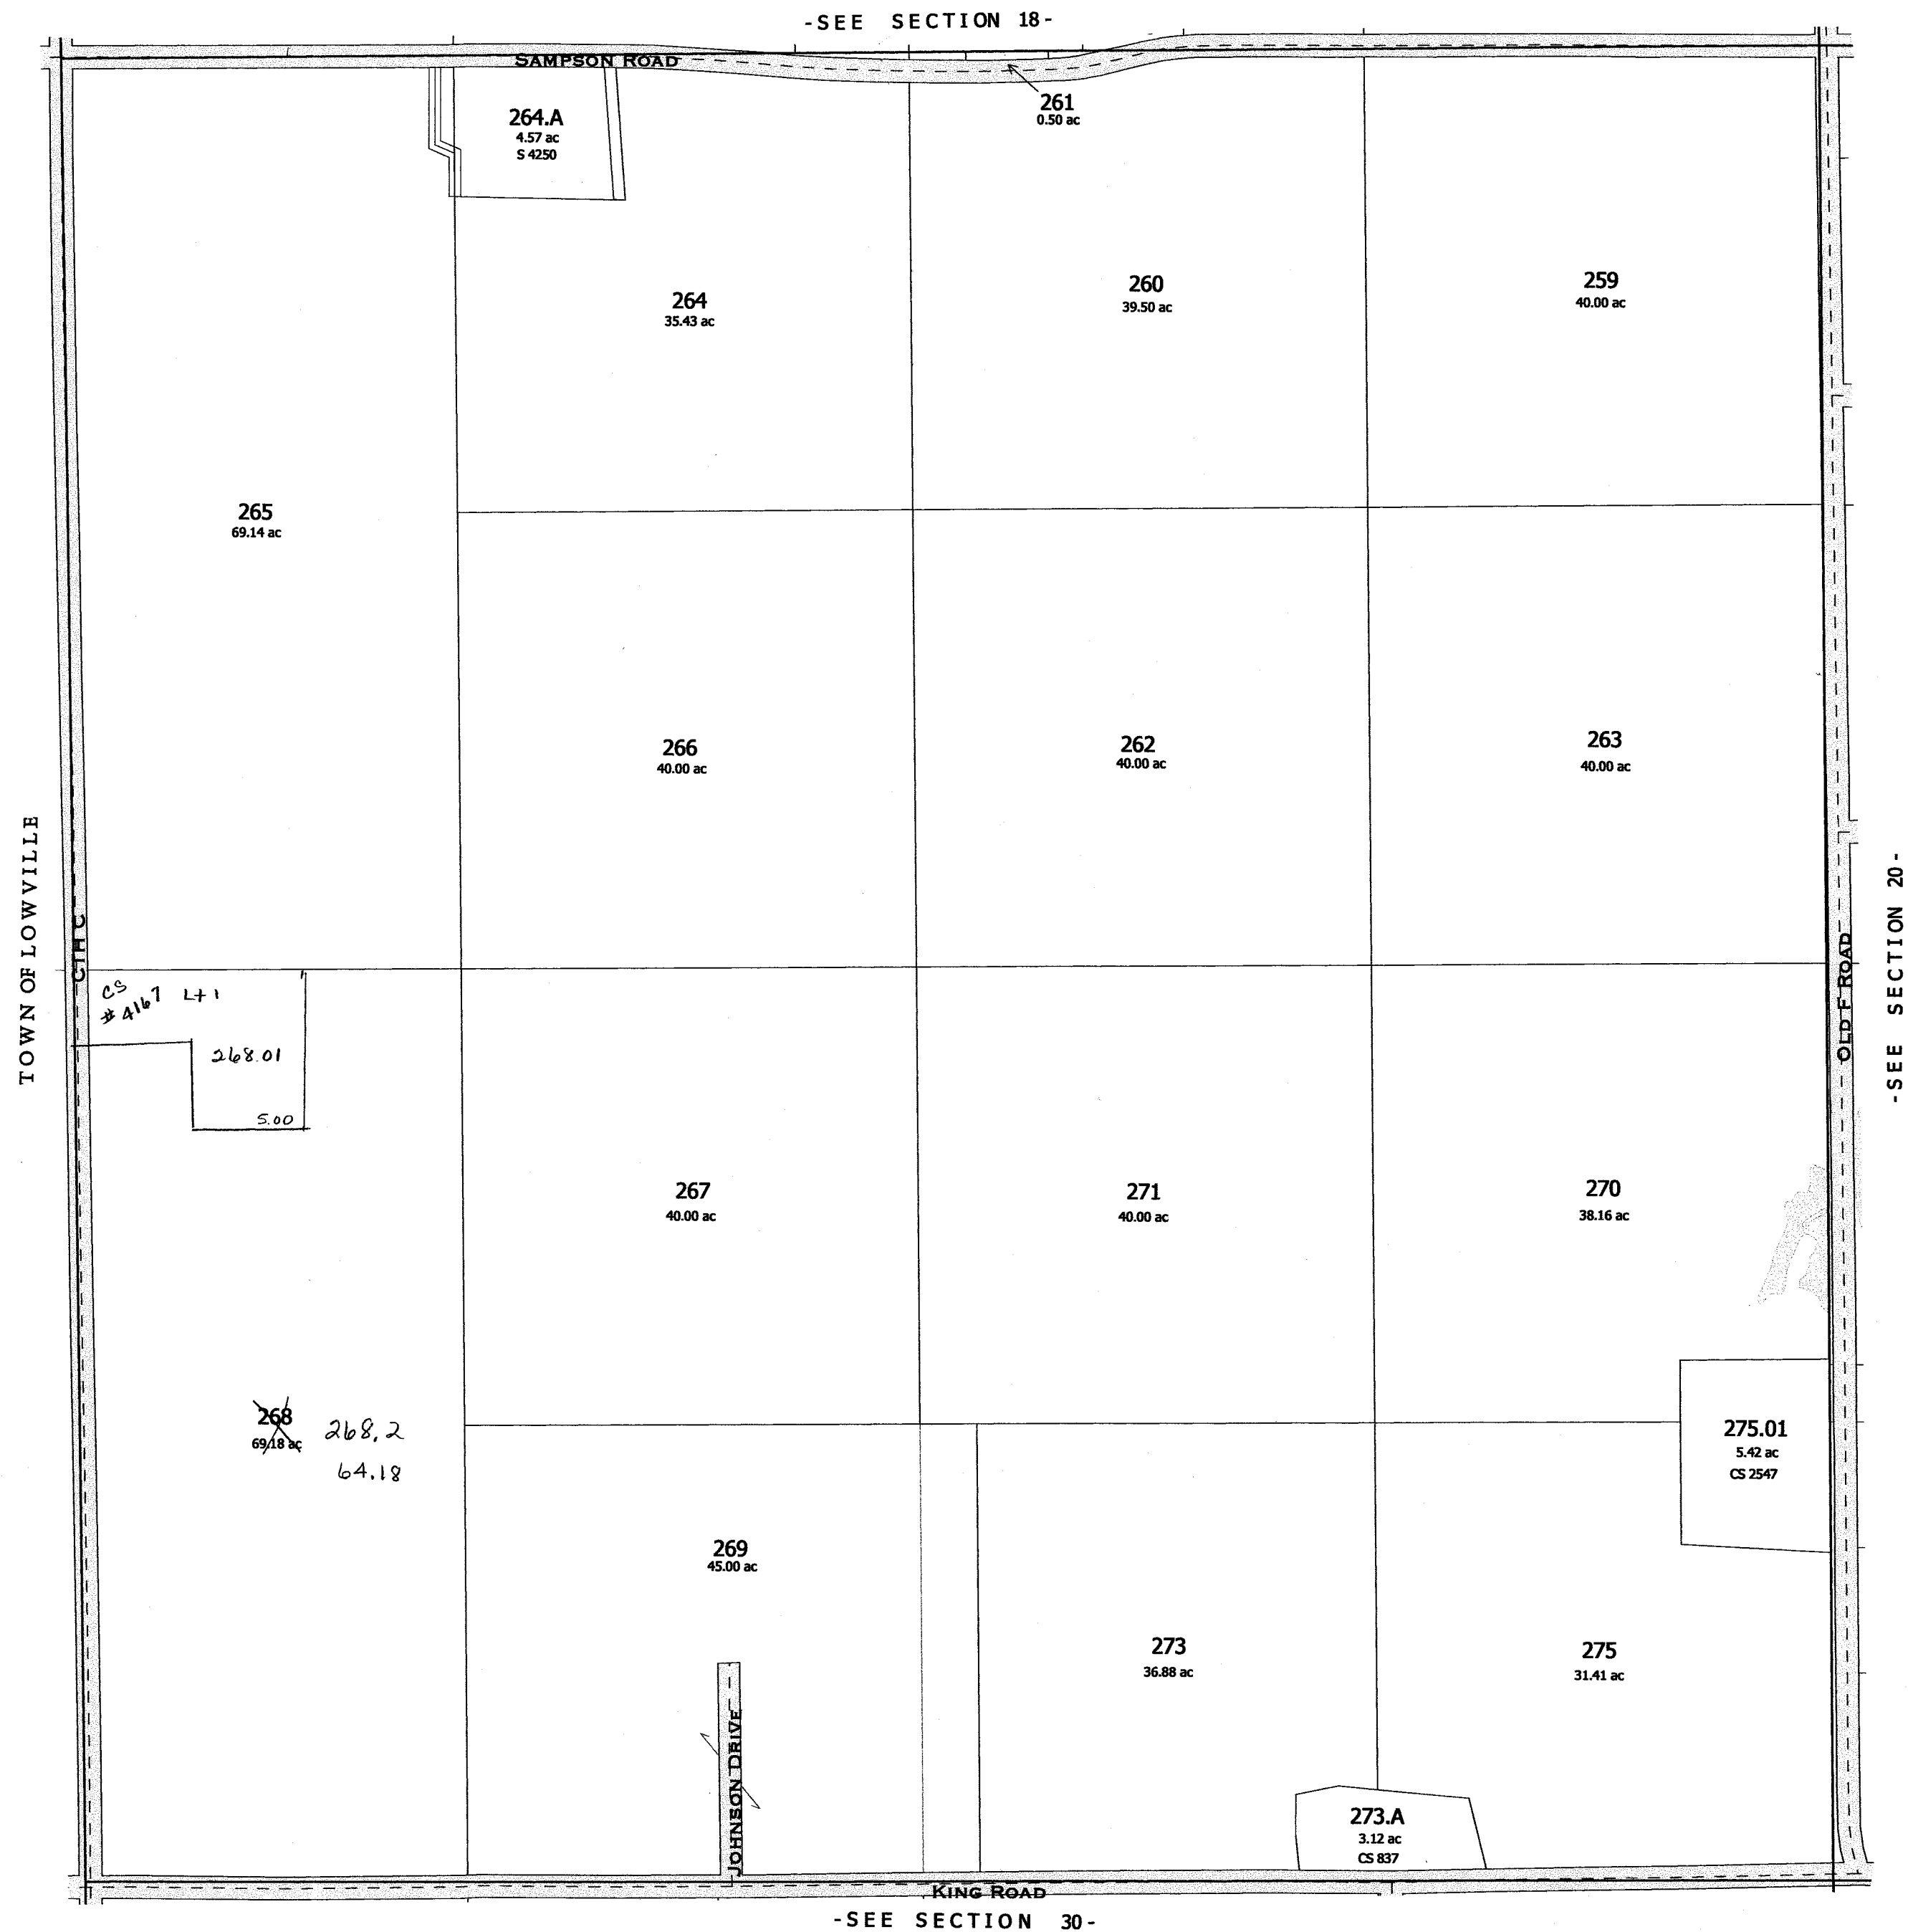 -SEE SECTION 18-
SAMPSON ROAD
261
0.50 ac
264.A
4.57 ac
S 4250
264
35.43 ac
260
39.50 ac
259
40.00 ac
265
69.14 ac
266
40.00 ac
262
40.00 ac
263
40.00 ac
TOWN OF LOWVILLE
CTH C
OLD F ROAD
-SEE SECTION 20-
CS
# 4167 Lt 1
268.01
5.00
267
40.00 ac
271
40.00 ac
270
38.16 ac
268
69.18 ac
268.2
64.18
275.01
5.42 ac
CS 2547
269
45.00 ac
273
36.88 ac
275
31.41 ac
JOHNSON DRIVE
273.A
3.12 ac
CS 837
KING ROAD
-SEE SECTION 30-